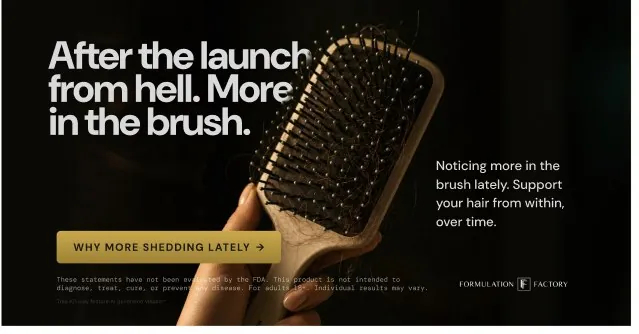 After the launch
from hell. More
in the brush.
Noticing more in the
brush lately. Support
your hair from within,
over time.
WHY MORE SHEDDING LATELY →
These statements have not been evaluated by the FDA. This product is not intended to
diagnose, treat, cure, or prevent any disease. For adults 18+. Individual results may vary.
FORMULATION F FACTORY